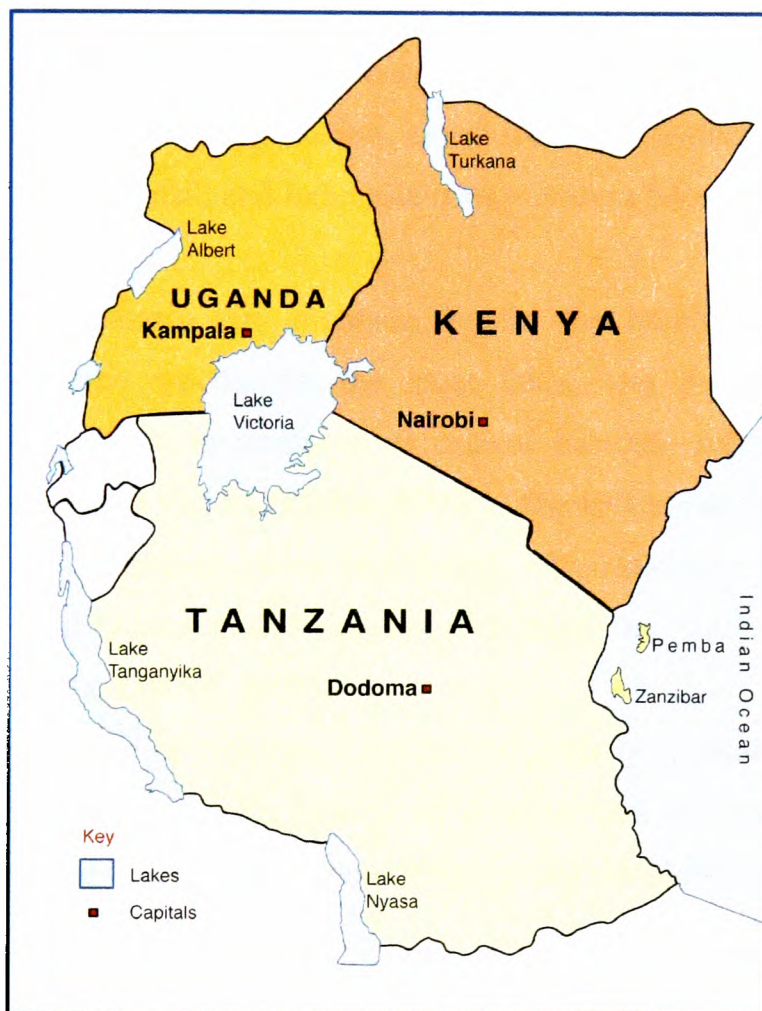 Lake
Turkana
Lake
Albert
UGANDA
Kampala
KENYA
Lake
Victoria
Nairobi
TANZANIA
Lake
Tanganyika
Dodoma
Pemba
Zanzibar
Indian Ocean
Key
Lakes
Capitals
Lake
Nyasa